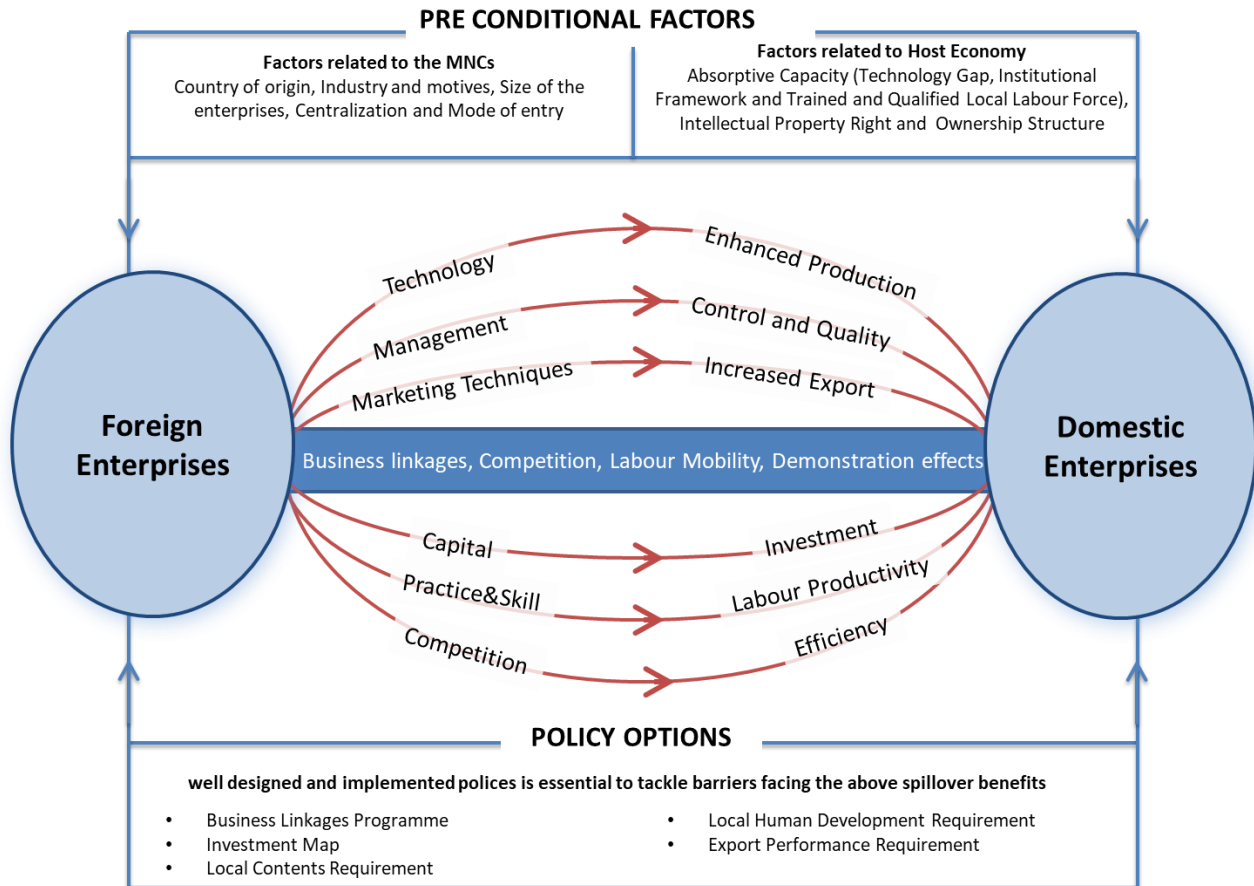 PRE CONDITIONAL FACTORS
Factors related to the MNCs
Country of origin, Industry and motives, Size of the
enterprises, Centralization and Mode of entry
Factors related to Host Economy
Absorptive Capacity (Technology Gap, Institutional
Framework and Trained and Qualified Local Labour Force),
Intellectual Property Right and Ownership Structure
Technology
Enhanced Production
Management
Control and Quality
Marketing Techniques
Increased Export
Foreign
Enterprises
Business linkages, Competition, Labour Mobility, Demonstration effects
Domestic
Enterprises
Capital
Investment
Practice&Skill
Labour Productivity
Competition
Efficiency
POLICY OPTIONS
well designed and implemented polices is essential to tackle barriers facing the above spillover benefits
• Business Linkages Programme
• Investment Map
• Local Contents Requirement
• Local Human Development Requirement
• Export Performance Requirement